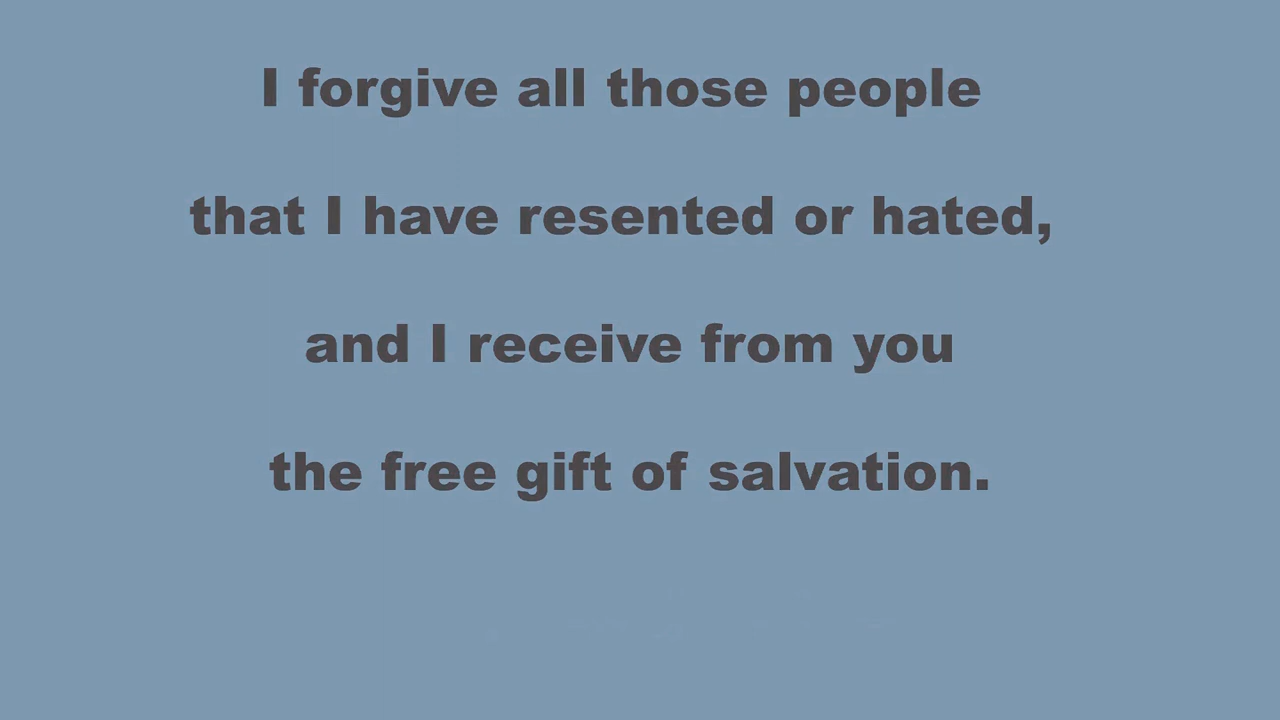 I forgive all those people
that I have resented or hated,
and I receive from you
the free gift of salvation.